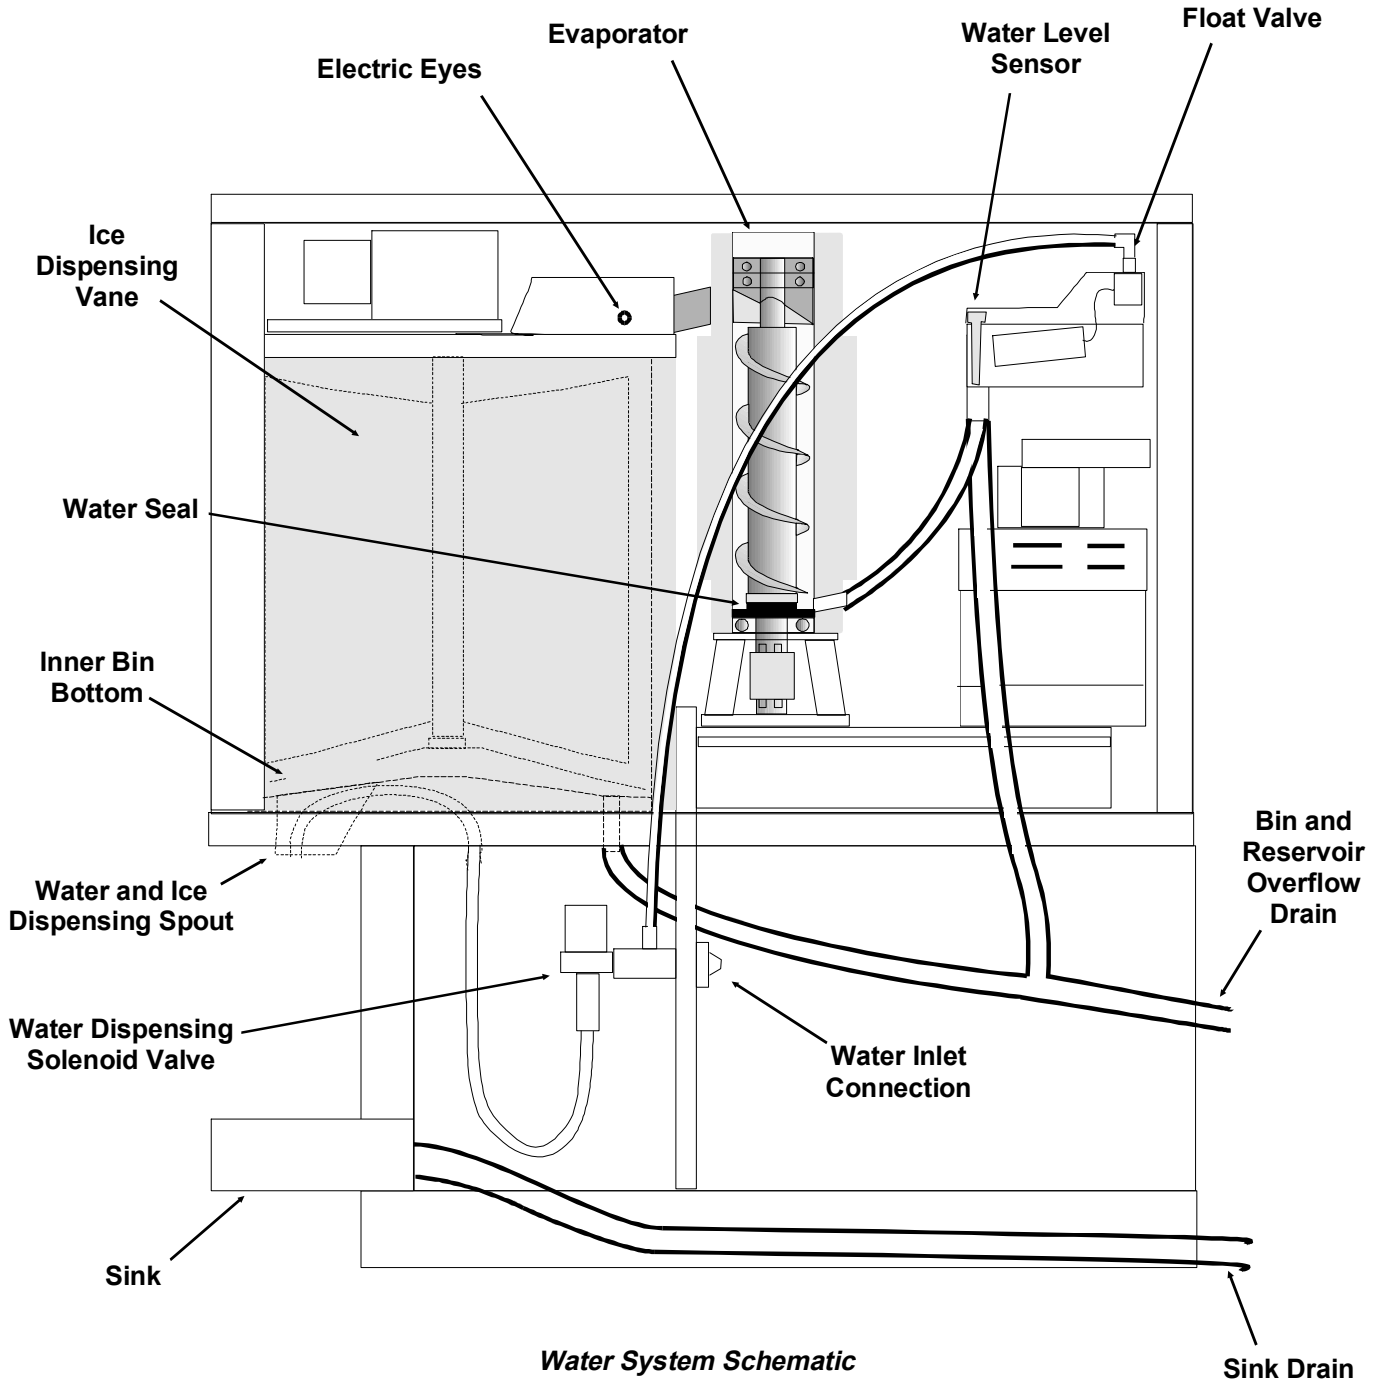 Float Valve
Evaporator
Water Level
Sensor
Electric Eyes
Ice
Dispensing
Vane
Water Seal
Inner Bin
Bottom
Bin and
Reservoir
Overflow
Drain
Water and Ice
Dispensing Spout
Water Dispensing
Solenoid Valve
Water Inlet
Connection
Sink
Water System Schematic
Sink Drain